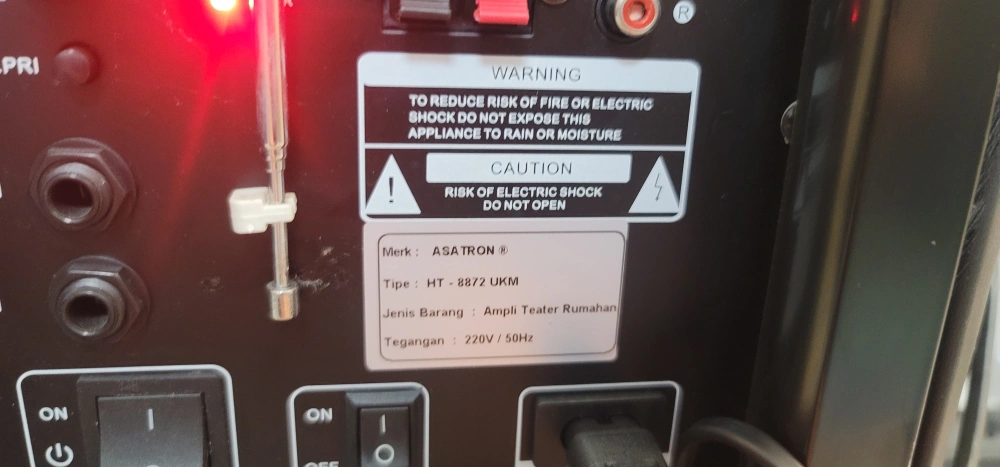 .PRI
R
WARNING
TO REDUCE RISK OF FIRE OR ELECTRIC
SHOCK DO NOT EXPOSE THIS
APPLIANCE TO RAIN OR MOISTURE
CAUTION
RISK OF ELECTRIC SHOCK
DO NOT OPEN
Merk : ASATRON ®
Tipe : HT - 8872 UKM
Jenis Barang : Ampli Teater Rumahan
Tegangan : 220V / 50Hz
ON
ON
OFF